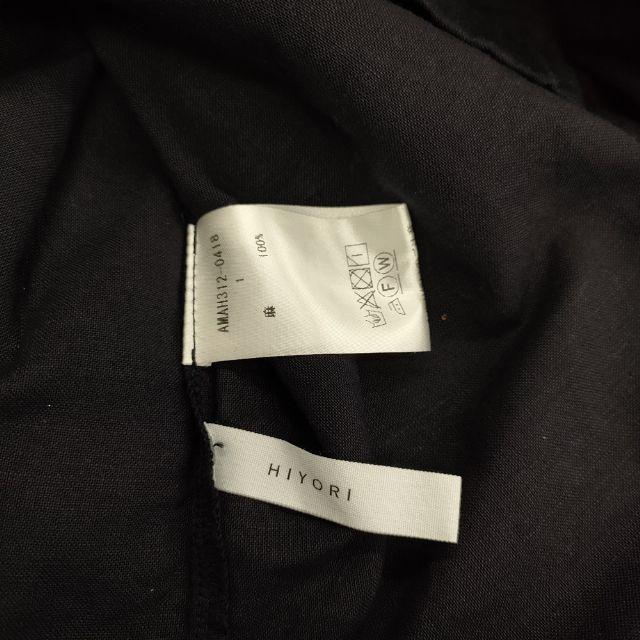 AMAH312-0418
1
麻 100%
F W
HIYORI